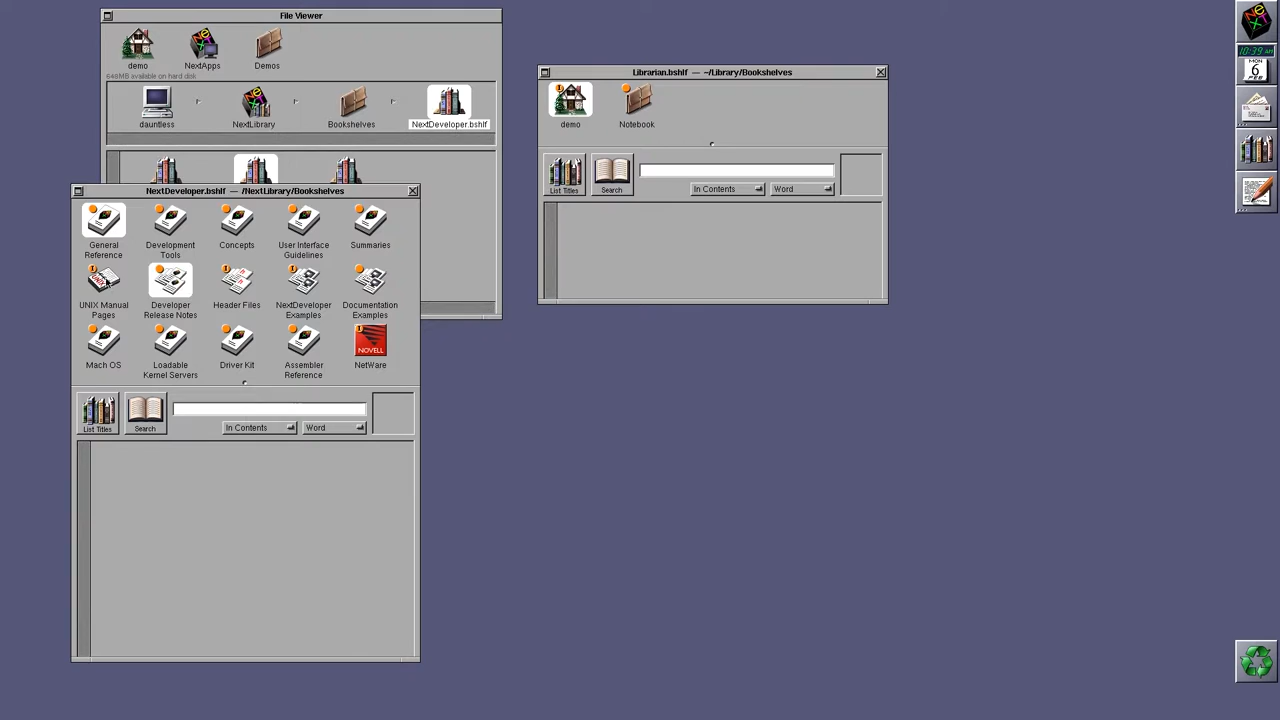 File Viewer
demo
NextApps
Demos
648MB available on hard disk
dauntless
NextLibrary
Bookshelves
NextDeveloper.bshlf
NextDeveloper.bshlf — /NextLibrary/Bookshelves
General Reference
Development Tools
Concepts
User Interface Guidelines
Summaries
UNIX Manual Pages
Developer Release Notes
Header Files
NextDeveloper Examples
Documentation Examples
Mach OS
Loadable Kernel Servers
Driver Kit
Assembler Reference
NOVELL
NetWare
List Titles
Search
In Contents
Word
Librarian.bshlf — ~/Library/Bookshelves
demo
Notebook
List Titles
Search
In Contents
Word
10:39 AM
MON
6
FEB